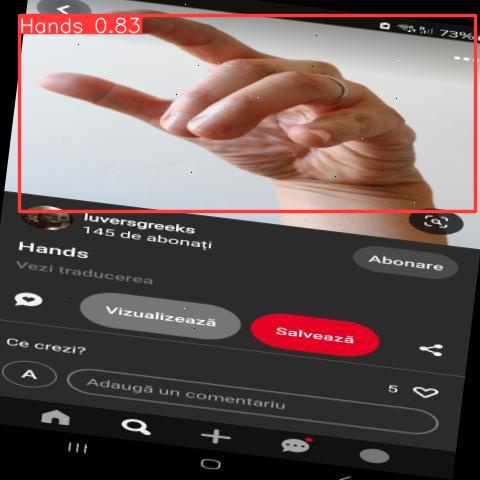 Hands 0.83
73%
luversgreeks
145 de abonați
Abonare
Hands
Vezi traducerea
Vizualizează
Salvează
Ce crezi?
A
Adaugă un comentariu
5